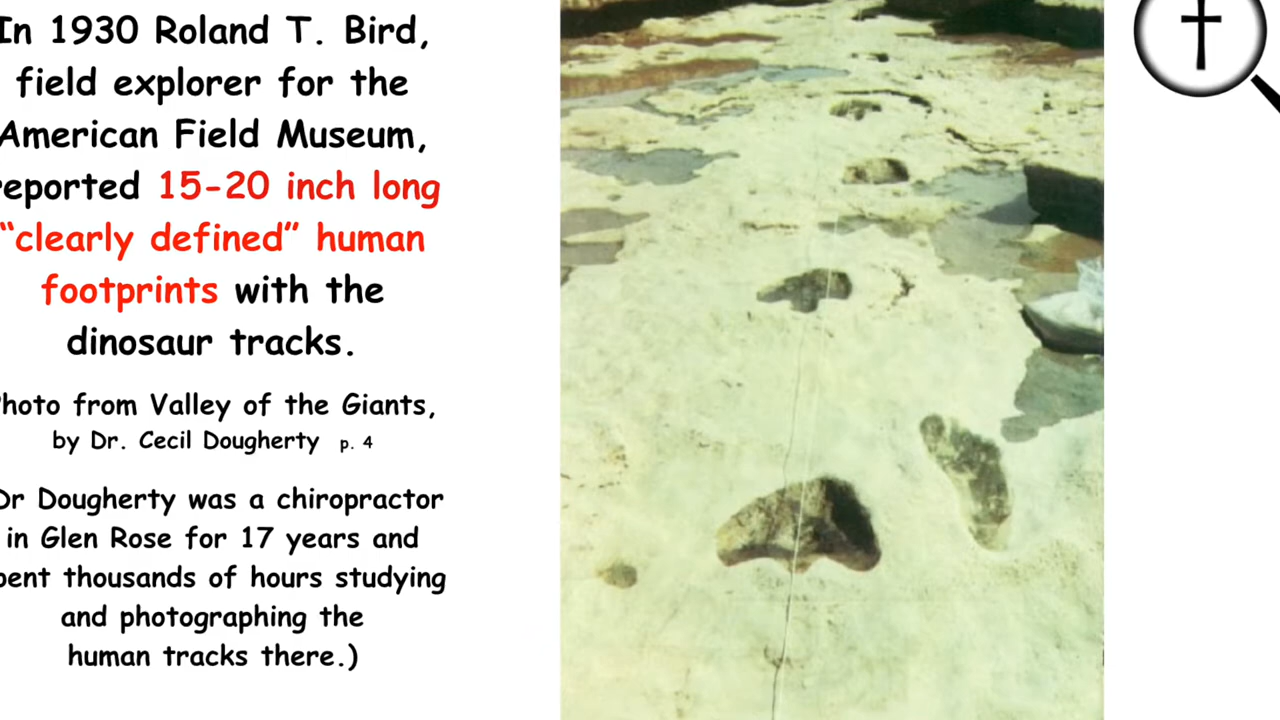 In 1930 Roland T. Bird,
field explorer for the
American Field Museum,
reported 15-20 inch long
“clearly defined” human
footprints with the
dinosaur tracks.
Photo from Valley of the Giants,
by Dr. Cecil Dougherty p. 4
Dr Dougherty was a chiropractor
in Glen Rose for 17 years and
spent thousands of hours studying
and photographing the
human tracks there.)